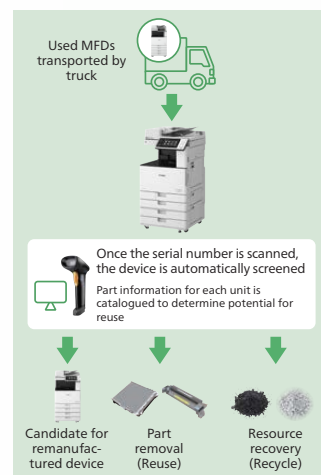 Used MFDs
transported by
truck
Once the serial number is scanned,
the device is automatically screened
Part information for each unit is
catalogued to determine potential for
reuse
Candidate for
remanufac-
tured device
Part
removal
(Reuse)
Resource
recovery
(Recycle)